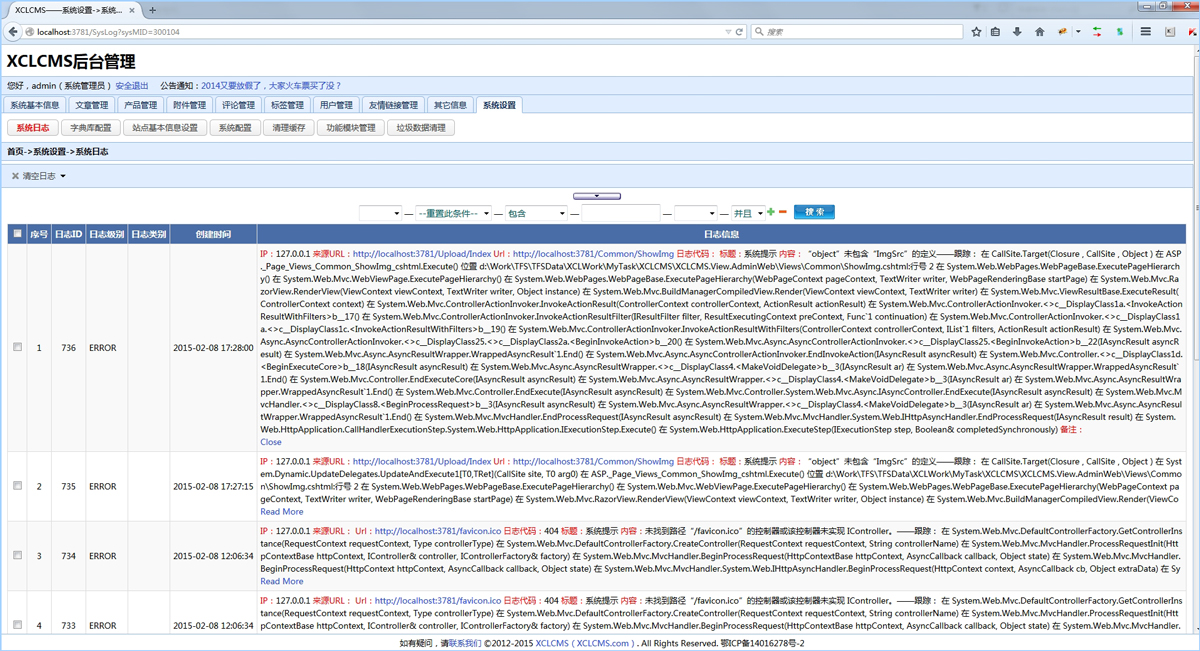 XCLCMS——系统设置->系统...
localhost:3781/SysLog?sysMID=300104
搜索
XCLCMS后台管理
您好，admin（系统管理员） 安全退出 公告通知：2014又要放假了，大家火车票买了没？
系统基本信息 文章管理 产品管理 附件管理 评论管理 标签管理 用户管理 友情链接管理 其它信息 系统设置
系统日志 字典库配置 站点基本信息设置 系统配置 清理缓存 功能模块管理 垃圾数据清理
首页->系统设置->系统日志
清空日志
— --重置此条件-- — 包含 — — — 并且 搜 索
序号 日志ID 日志级别 日志类别 创建时间 日志信息
1 736 ERROR 2015-02-08 17:28:00
IP：127.0.0.1 来源URL：http://localhost:3781/Upload/Index Url：http://localhost:3781/Common/ShowImg 日志代码： 标题：系统提示 内容： “object”未包含“ImgSrc”的定义——跟踪： 在 CallSite.Target(Closure , CallSite , Object ) 在 ASP
._Page_Views_Common_ShowImg_cshtml.Execute() 位置 d:\Work\TFS\TFSData\XCLWork\MyTask\XCLCMS\XCLCMS.View.AdminWeb\Views\Common\ShowImg.cshtml:行号 2 在 System.Web.WebPages.WebPageBase.ExecutePageHierar
chy() 在 System.Web.Mvc.WebViewPage.ExecutePageHierarchy() 在 System.Web.WebPages.WebPageBase.ExecutePageHierarchy(WebPageContext pageContext, TextWriter writer, WebPageRenderingBase startPage) 在 System.Web.Mvc.Ra
zorView.RenderView(ViewContext viewContext, TextWriter writer, Object instance) 在 System.Web.Mvc.BuildManagerCompiledView.Render(ViewContext viewContext, TextWriter writer) 在 System.Web.Mvc.ViewResultBase.ExecuteResult(
ControllerContext context) 在 System.Web.Mvc.ControllerActionInvoker.InvokeActionResult(ControllerContext controllerContext, ActionResult actionResult) 在 System.Web.Mvc.ControllerActionInvoker.<>c__DisplayClass1a.<InvokeAction
ResultWithFilters>b__17() 在 System.Web.Mvc.ControllerActionInvoker.InvokeActionResultFilter(IResultFilter filter, ResultExecutingContext preContext, Func`1 continuation) 在 System.Web.Mvc.ControllerActionInvoker.<>c__DisplayClass1
a.<>c__DisplayClass1c.<InvokeActionResultWithFilters>b__19() 在 System.Web.Mvc.ControllerActionInvoker.InvokeActionResultWithFilters(ControllerContext controllerContext, IList`1 filters, ActionResult actionResult) 在 System.Web.Mvc.
Async.AsyncControllerActionInvoker.<>c__DisplayClass25.<>c__DisplayClass2a.<BeginInvokeAction>b__20() 在 System.Web.Mvc.Async.AsyncControllerActionInvoker.<>c__DisplayClass25.<BeginInvokeAction>b__22(IAsyncResult asyncR
esult) 在 System.Web.Mvc.Async.AsyncResultWrapper.WrappedAsyncResult`1.End() 在 System.Web.Mvc.Async.AsyncControllerActionInvoker.EndInvokeAction(IAsyncResult asyncResult) 在 System.Web.Mvc.Controller.<>c__DisplayClass1d.
<BeginExecuteCore>b__18(IAsyncResult asyncResult) 在 System.Web.Mvc.Async.AsyncResultWrapper.<>c__DisplayClass4.<MakeVoidDelegate>b__3(IAsyncResult ar) 在 System.Web.Mvc.Async.AsyncResultWrapper.WrappedAsyncResult`
1.End() 在 System.Web.Mvc.Controller.EndExecuteCore(IAsyncResult asyncResult) 在 System.Web.Mvc.Async.AsyncResultWrapper.<>c__DisplayClass4.<MakeVoidDelegate>b__3(IAsyncResult ar) 在 System.Web.Mvc.Async.AsyncResultWra
pper.WrappedAsyncResult`1.End() 在 System.Web.Mvc.Controller.EndExecute(IAsyncResult asyncResult) 在 System.Web.Mvc.Controller.System.Web.Mvc.Async.IAsyncController.EndExecute(IAsyncResult asyncResult) 在 System.Web.Mvc.M
vcHandler.<>c__DisplayClass8.<BeginProcessRequest>b__3(IAsyncResult asyncResult) 在 System.Web.Mvc.Async.AsyncResultWrapper.<>c__DisplayClass4.<MakeVoidDelegate>b__3(IAsyncResult ar) 在 System.Web.Mvc.Async.AsyncResul
tWrapper.WrappedAsyncResult`1.End() 在 System.Web.Mvc.MvcHandler.EndProcessRequest(IAsyncResult asyncResult) 在 System.Web.Mvc.MvcHandler.System.Web.IHttpAsyncHandler.EndProcessRequest(IAsyncResult result) 在 System.
Web.HttpApplication.CallHandlerExecutionStep.System.Web.HttpApplication.IExecutionStep.Execute() 在 System.Web.HttpApplication.ExecuteStep(IExecutionStep step, Boolean& completedSynchronously) 备注：
Close
2 735 ERROR 2015-02-08 17:27:15
IP：127.0.0.1 来源URL：http://localhost:3781/Upload/Index Url：http://localhost:3781/Common/ShowImg 日志代码： 标题：系统提示 内容： “object”未包含“ImgSrc”的定义——跟踪： 在 CallSite.Target(Closure , CallSite , Object ) 在 Syst
em.Dynamic.UpdateDelegates.UpdateAndExecute1[T0,TRet](CallSite site, T0 arg0) 在 ASP._Page_Views_Common_ShowImg_cshtml.Execute() 位置 d:\Work\TFS\TFSData\XCLWork\MyTask\XCLCMS\XCLCMS.View.AdminWeb\Views\Comm
on\ShowImg.cshtml:行号 2 在 System.Web.WebPages.WebPageBase.ExecutePageHierarchy() 在 System.Web.Mvc.WebViewPage.ExecutePageHierarchy() 在 System.Web.WebPages.WebPageBase.ExecutePageHierarchy(WebPageContext pa
geContext, TextWriter writer, WebPageRenderingBase startPage) 在 System.Web.Mvc.RazorView.RenderView(ViewContext viewContext, TextWriter writer, Object instance) 在 System.Web.Mvc.BuildManagerCompiledView.Render(ViewCo
Read More
3 734 ERROR 2015-02-08 12:06:34
IP：127.0.0.1 来源URL： Url：http://localhost:3781/favicon.ico 日志代码：404 标题：系统提示 内容：未找到路径“/favicon.ico”的控制器或该控制器未实现 IController。——跟踪： 在 System.Web.Mvc.DefaultControllerFactory.GetControllerIns
tance(RequestContext requestContext, Type controllerType) 在 System.Web.Mvc.DefaultControllerFactory.CreateController(RequestContext requestContext, String controllerName) 在 System.Web.Mvc.MvcHandler.ProcessRequestInit(Htt
pContextBase httpContext, IController& controller, IControllerFactory& factory) 在 System.Web.Mvc.MvcHandler.BeginProcessRequest(HttpContextBase httpContext, AsyncCallback callback, Object state) 在 System.Web.Mvc.MvcHandler.
BeginProcessRequest(HttpContext httpContext, AsyncCallback callback, Object state) 在 System.Web.Mvc.MvcHandler.System.Web.IHttpAsyncHandler.BeginProcessRequest(HttpContext context, AsyncCallback cb, Object extraData) 在 Sy
Read More
4 733 ERROR 2015-02-08 12:06:34
IP：127.0.0.1 来源URL： Url：http://localhost:3781/favicon.ico 日志代码：404 标题：系统提示 内容：未找到路径“/favicon.ico”的控制器或该控制器未实现 IController。——跟踪： 在 System.Web.Mvc.DefaultControllerFactory.GetControllerIns
tance(RequestContext requestContext, Type controllerType) 在 System.Web.Mvc.DefaultControllerFactory.CreateController(RequestContext requestContext, String controllerName) 在 System.Web.Mvc.MvcHandler.ProcessRequestInit(Htt
pContextBase httpContext, IController& controller, IControllerFactory& factory) 在 System.Web.Mvc.MvcHandler.BeginProcessRequest(HttpContextBase httpContext, AsyncCallback callback, Object state) 在 System.Web.Mvc.MvcHandler.
如有疑问，请联系我们 ©2012-2015 XCLCMS（XCLCMS.com）. All Rights Reserved. 鄂ICP备14016278号-2